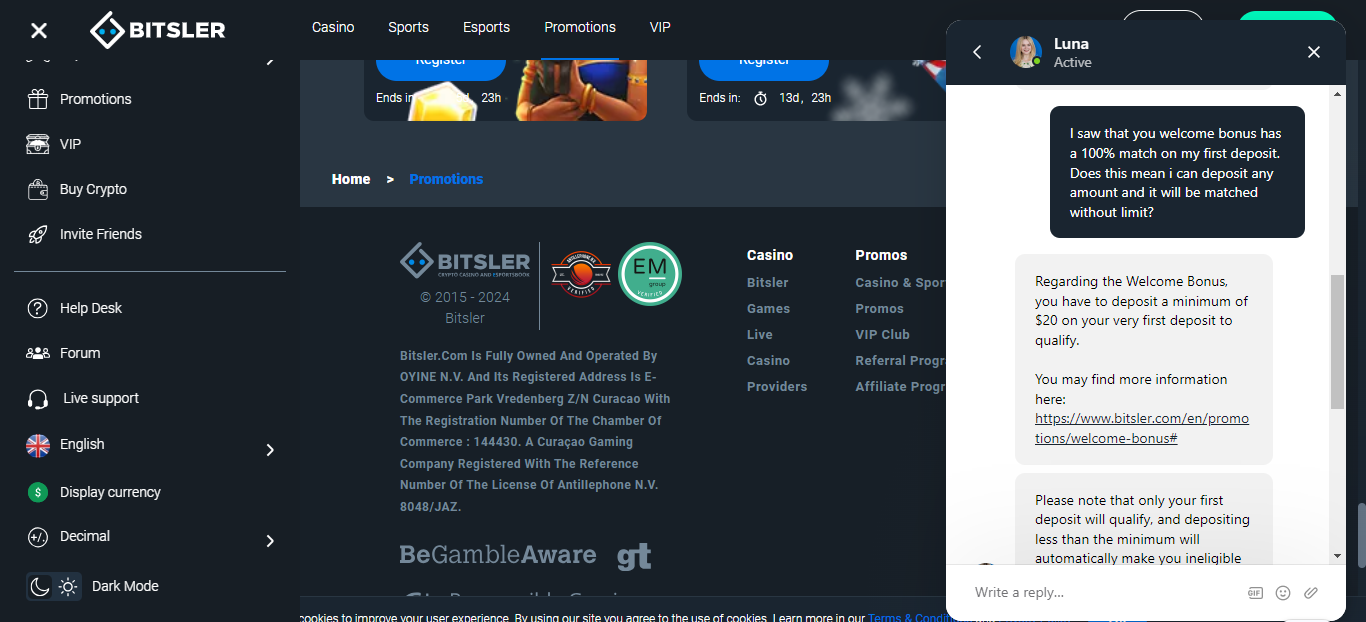 BITSLER
Casino
Sports
Esports
Promotions
VIP
Promotions
VIP
Buy Crypto
Invite Friends
Help Desk
Forum
Live support
English
$
Display currency
+/.
Decimal
Dark Mode
Register
Ends in:
23h
Register
Ends in:
13d, 23h
Home > Promotions
BITSLER
CRYPTO CASINO AND ESPORTSBOOK
© 2015 - 2024
Bitsler
VERIFIED
EM
group
VERIFIED
Bitsler.Com Is Fully Owned And Operated By
OYINE N.V. And Its Registered Address Is E-
Commerce Park Vredenberg Z/N Curacao With
The Registration Number Of The Chamber Of
Commerce : 144430. A Curaçao Gaming
Company Registered With The Reference
Number Of The License Of Antillephone N.V.
8048/JAZ.
BeGambleAware
gt
Casino
Bitsler
Games
Live
Casino
Providers
Promos
Casino & Spor
Promos
VIP Club
Referral Progra
Affiliate Progr
cookies to improve your user experience. By using our site you agree to the use of cookies. Learn more in our Terms & Condit
Luna
Active
I saw that you welcome bonus has
a 100% match on my first deposit.
Does this mean i can deposit any
amount and it will be matched
without limit?
Regarding the Welcome Bonus,
you have to deposit a minimum of
$20 on your very first deposit to
qualify.
You may find more information
here:
https://www.bitsler.com/en/promo
tions/welcome-bonus#
Please note that only your first
deposit will qualify, and depositing
less than the minimum will
automatically make you ineligible
Write a reply...
GIF